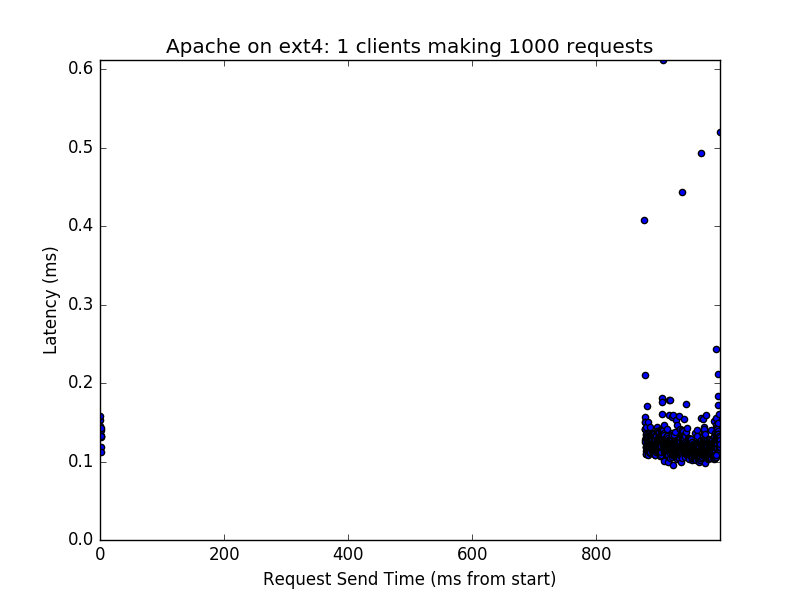 Apache on ext4: 1 clients making 1000 requests
0.6
0.5
0.4
0.3
0.2
0.1
0.0
Latency (ms)
0 200 400 600 800
Request Send Time (ms from start)